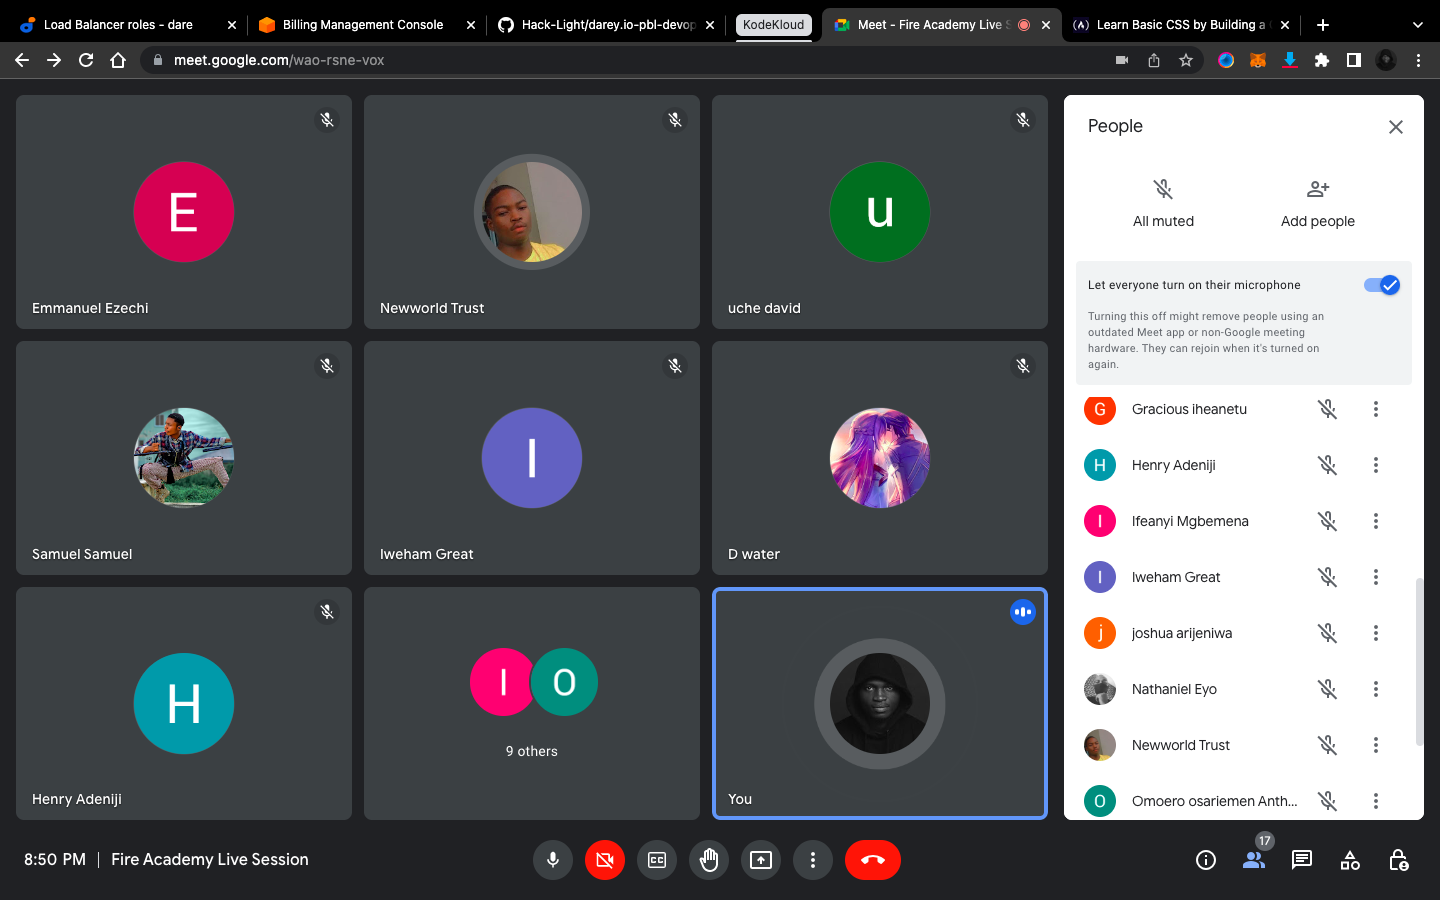 Load Balancer roles - dare
Billing Management Console
Hack-Light/darey.io-pbl-devop
KodeKloud
Meet - Fire Academy Live S
Learn Basic CSS by Building a
meet.google.com/wao-rsne-vox
E
Emmanuel Ezechi
Newworld Trust
u
uche david
Samuel Samuel
I
Iweham Great
D water
H
Henry Adeniji
I
O
9 others
You
People
All muted
Add people
Let everyone turn on their microphone
Turning this off might remove people using an
outdated Meet app or non-Google meeting
hardware. They can rejoin when it's turned on
again.
G Gracious iheanetu
H Henry Adeniji
I Ifeanyi Mgbemena
I Iweham Great
j joshua arijeniwa
Nathaniel Eyo
Newworld Trust
O Omoero osariemen Anth...
8:50 PM | Fire Academy Live Session
CC
17